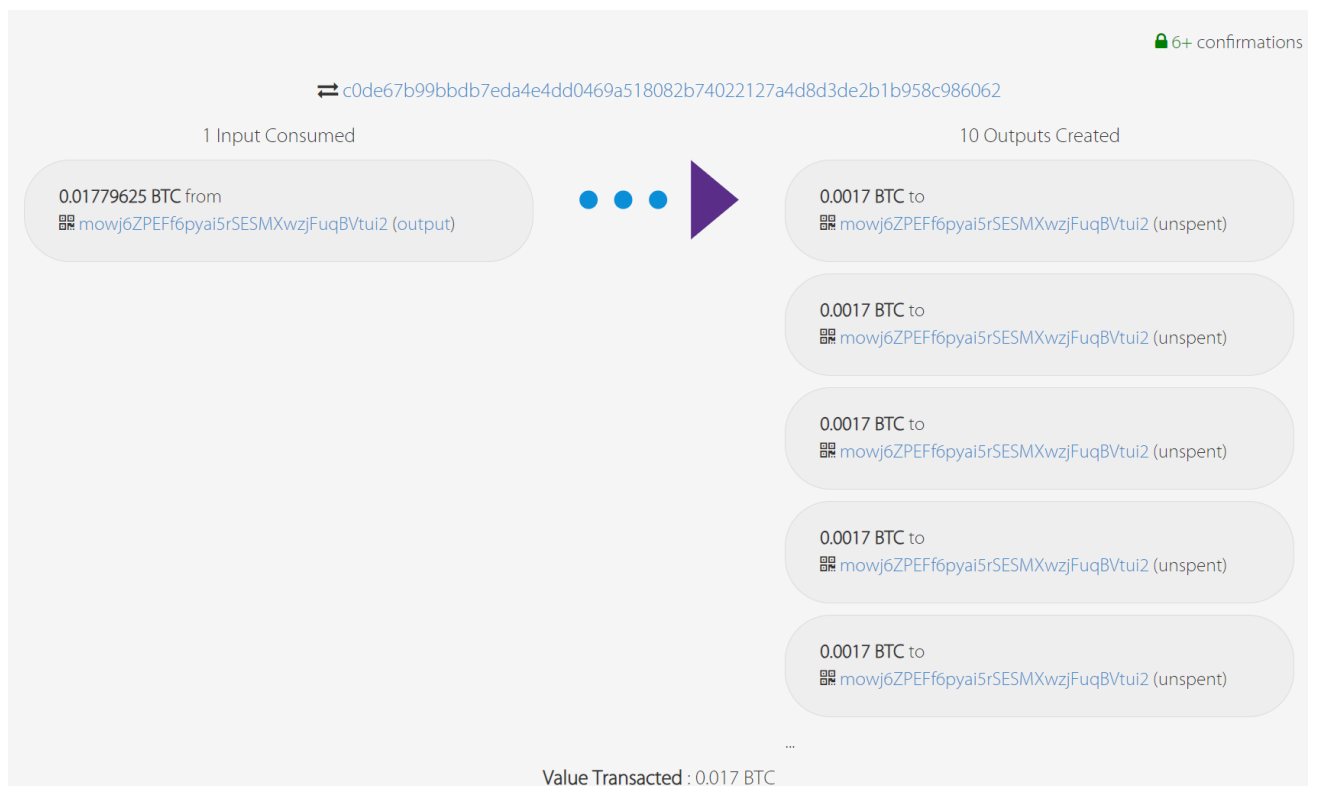 6+ confirmations
c0de67b99bbdb7eda4e4dd0469a518082b74022127a4d8d3de2b1b958c986062
1 Input Consumed
10 Outputs Created
0.01779625 BTC from
mowj6ZPEFf6pyai5rSESMXwzjFuqBVtui2 (output)
0.0017 BTC to
mowj6ZPEFf6pyai5rSESMXwzjFuqBVtui2 (unspent)
0.0017 BTC to
mowj6ZPEFf6pyai5rSESMXwzjFuqBVtui2 (unspent)
0.0017 BTC to
mowj6ZPEFf6pyai5rSESMXwzjFuqBVtui2 (unspent)
0.0017 BTC to
mowj6ZPEFf6pyai5rSESMXwzjFuqBVtui2 (unspent)
0.0017 BTC to
mowj6ZPEFf6pyai5rSESMXwzjFuqBVtui2 (unspent)
...
Value Transacted : 0.017 BTC